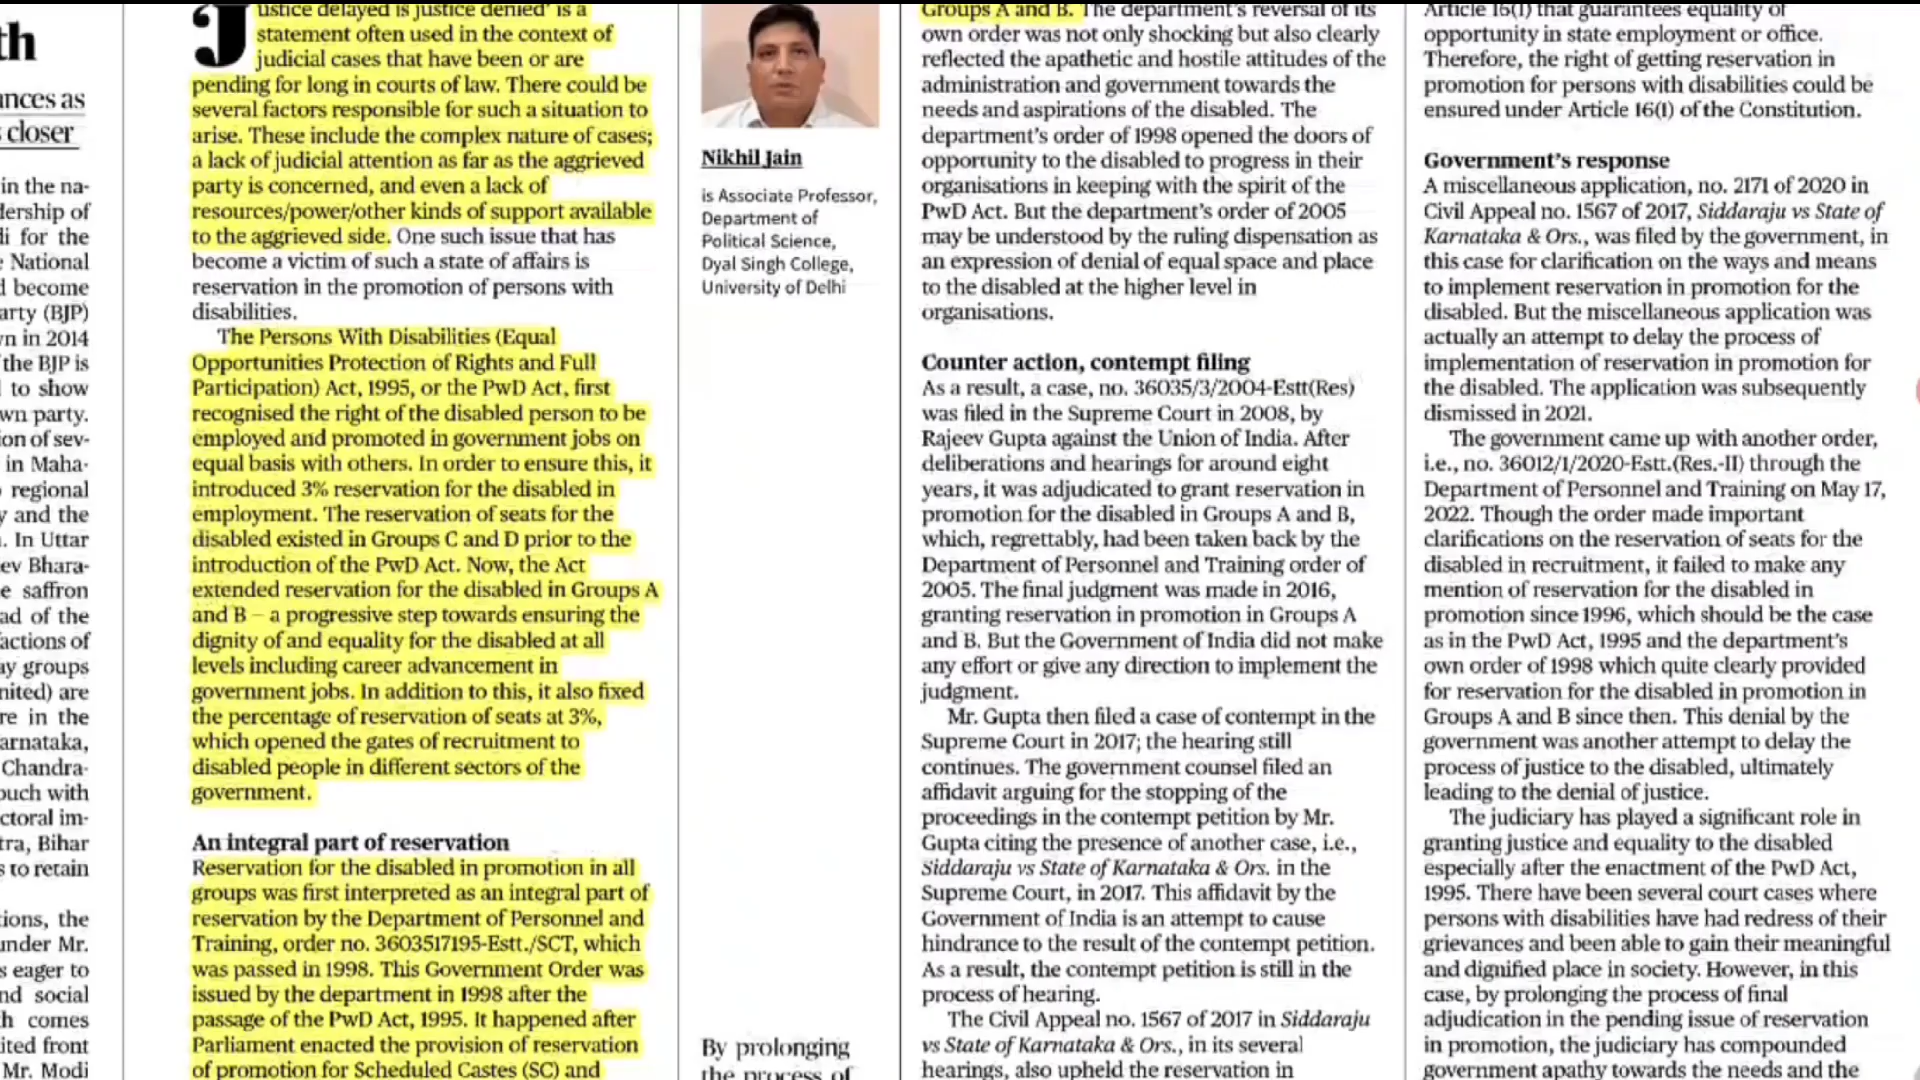 th
ances as
closer
in the na-
dership of
di for the
National
d become
arty (BJP)
vn in 2014
the BJP is
to show
wn party.
ion of sev-
in Maha-
regional
y and the
. In Uttar
ev Bhara-
e saffron
ad of the
actions of
ay groups
nited) are
re in the
arnataka,
Chandra-
ouch with
ctoral im-
tra, Bihar
s to retain
tions, the
under Mr.
s eager to
nd social
h comes
ited front
Mr. Modi
'Justice delayed is justice denied' is a
statement often used in the context of
judicial cases that have been or are
pending for long in courts of law. There could be
several factors responsible for such a situation to
arise. These include the complex nature of cases;
a lack of judicial attention as far as the aggrieved
party is concerned, and even a lack of
resources/power/other kinds of support available
to the aggrieved side. One such issue that has
become a victim of such a state of affairs is
reservation in the promotion of persons with
disabilities.
The Persons With Disabilities (Equal
Opportunities Protection of Rights and Full
Participation) Act, 1995, or the PwD Act, first
recognised the right of the disabled person to be
employed and promoted in government jobs on
equal basis with others. In order to ensure this, it
introduced 3% reservation for the disabled in
employment. The reservation of seats for the
disabled existed in Groups C and D prior to the
introduction of the PwD Act. Now, the Act
extended reservation for the disabled in Groups A
and B – a progressive step towards ensuring the
dignity of and equality for the disabled at all
levels including career advancement in
government jobs. In addition to this, it also fixed
the percentage of reservation of seats at 3%,
which opened the gates of recruitment to
disabled people in different sectors of the
government.
An integral part of reservation
Reservation for the disabled in promotion in all
groups was first interpreted as an integral part of
reservation by the Department of Personnel and
Training, order no. 3603517195-Estt./SCT, which
was passed in 1998. This Government Order was
issued by the department in 1998 after the
passage of the PwD Act, 1995. It happened after
Parliament enacted the provision of reservation
of promotion for Scheduled Castes (SC) and
Nikhil Jain
is Associate Professor,
Department of
Political Science,
Dyal Singh College,
University of Delhi
By prolonging
the process of
Groups A and B. The department's reversal of its
own order was not only shocking but also clearly
reflected the apathetic and hostile attitudes of the
administration and government towards the
needs and aspirations of the disabled. The
department's order of 1998 opened the doors of
opportunity to the disabled to progress in their
organisations in keeping with the spirit of the
PwD Act. But the department's order of 2005
may be understood by the ruling dispensation as
an expression of denial of equal space and place
to the disabled at the higher level in
organisations.
Counter action, contempt filing
As a result, a case, no. 36035/3/2004-Estt(Res)
was filed in the Supreme Court in 2008, by
Rajeev Gupta against the Union of India. After
deliberations and hearings for around eight
years, it was adjudicated to grant reservation in
promotion for the disabled in Groups A and B,
which, regrettably, had been taken back by the
Department of Personnel and Training order of
2005. The final judgment was made in 2016,
granting reservation in promotion in Groups A
and B. But the Government of India did not make
any effort or give any direction to implement the
judgment.
Mr. Gupta then filed a case of contempt in the
Supreme Court in 2017; the hearing still
continues. The government counsel filed an
affidavit arguing for the stopping of the
proceedings in the contempt petition by Mr.
Gupta citing the presence of another case, i.e.,
Siddaraju vs State of Karnataka & Ors. in the
Supreme Court, in 2017. This affidavit by the
Government of India is an attempt to cause
hindrance to the result of the contempt petition.
As a result, the contempt petition is still in the
process of hearing.
The Civil Appeal no. 1567 of 2017 in Siddaraju
vs State of Karnataka & Ors., in its several
hearings, also upheld the reservation in
Article 16(1) that guarantees equality of
opportunity in state employment or office.
Therefore, the right of getting reservation in
promotion for persons with disabilities could be
ensured under Article 16(1) of the Constitution.
Government's response
A miscellaneous application, no. 2171 of 2020 in
Civil Appeal no. 1567 of 2017, Siddaraju vs State of
Karnataka & Ors., was filed by the government, in
this case for clarification on the ways and means
to implement reservation in promotion for the
disabled. But the miscellaneous application was
actually an attempt to delay the process of
implementation of reservation in promotion for
the disabled. The application was subsequently
dismissed in 2021.
The government came up with another order,
i.e., no. 36012/1/2020-Estt.(Res.-II) through the
Department of Personnel and Training on May 17,
2022. Though the order made important
clarifications on the reservation of seats for the
disabled in recruitment, it failed to make any
mention of reservation for the disabled in
promotion since 1996, which should be the case
as in the PwD Act, 1995 and the department's
own order of 1998 which quite clearly provided
for reservation for the disabled in promotion in
Groups A and B since then. This denial by the
government was another attempt to delay the
process of justice to the disabled, ultimately
leading to the denial of justice.
The judiciary has played a significant role in
granting justice and equality to the disabled
especially after the enactment of the PwD Act,
1995. There have been several court cases where
persons with disabilities have had redress of their
grievances and been able to gain their meaningful
and dignified place in society. However, in this
case, by prolonging the process of final
adjudication in the pending issue of reservation
in promotion, the judiciary has compounded
government apathy towards the needs and the